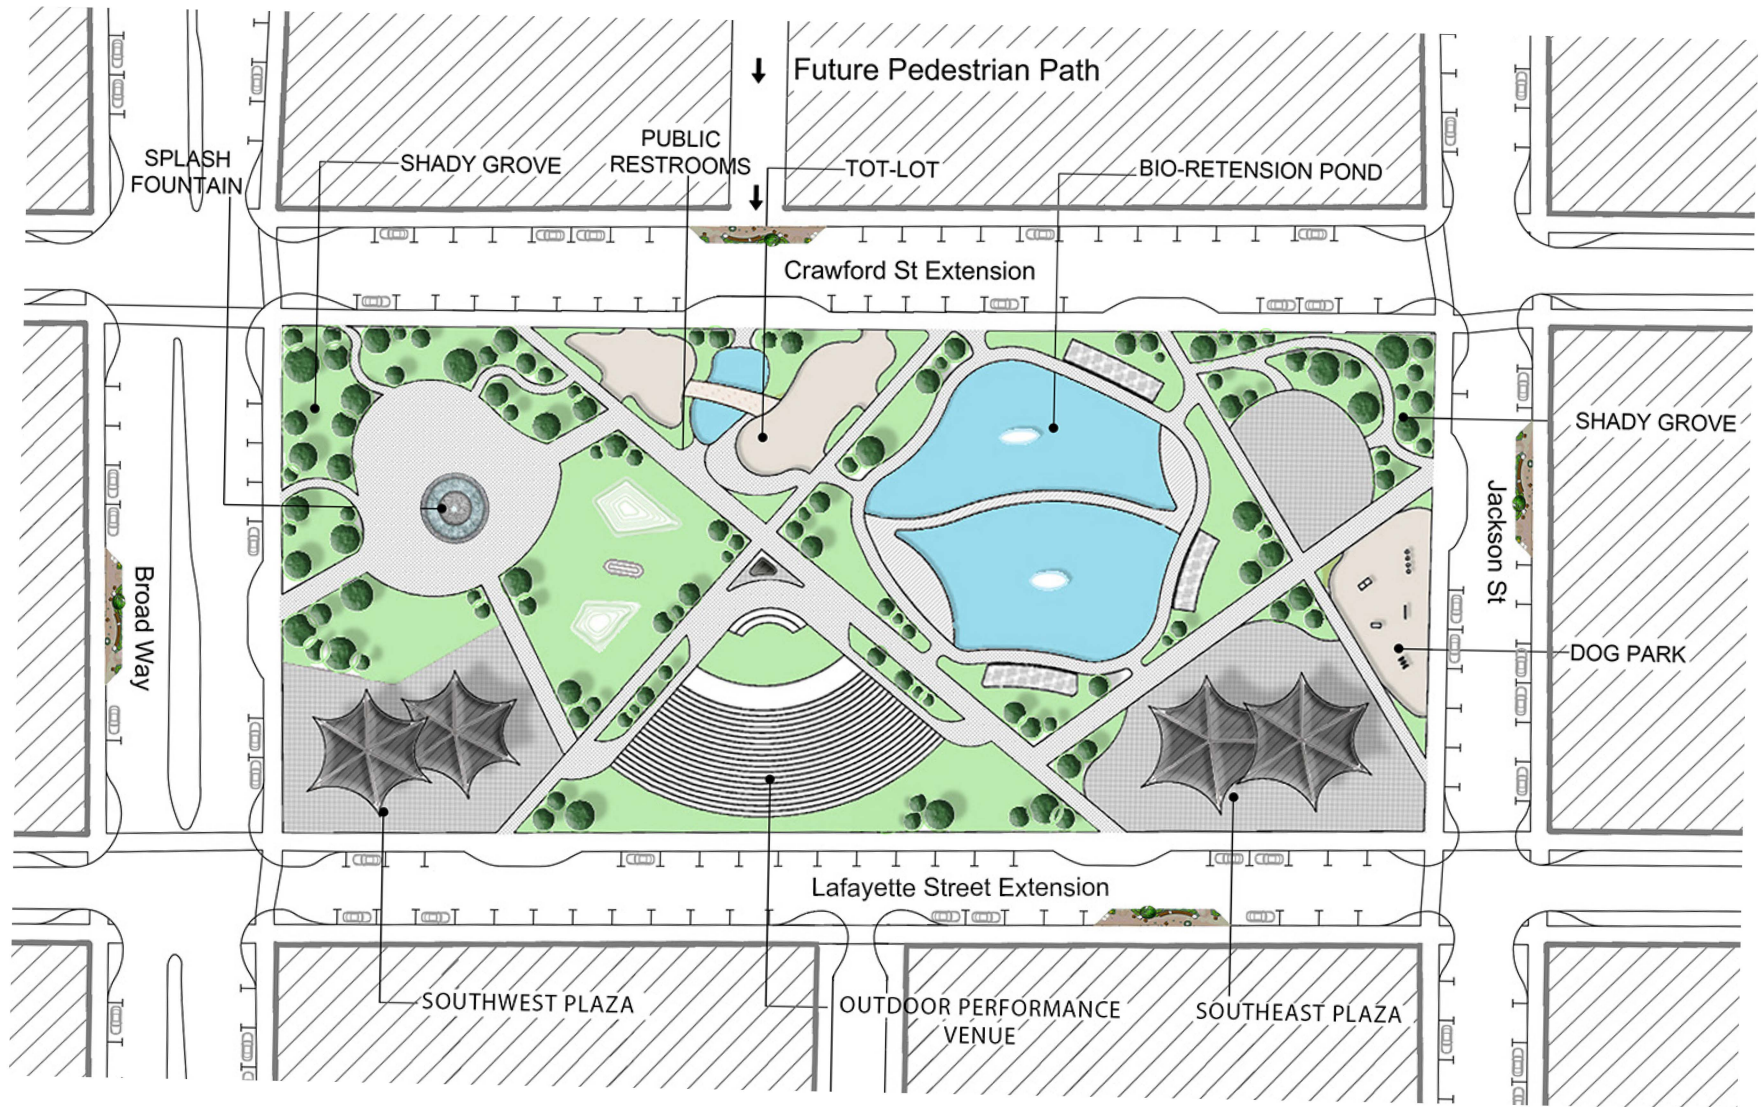 Future Pedestrian Path
SPLASH
FOUNTAIN
SHADY GROVE
PUBLIC
RESTROOMS
TOT-LOT
BIO-RETENSION POND
Crawford St Extension
SHADY GROVE
Jackson St
Broad Way
DOG PARK
Lafayette Street Extension
SOUTHWEST PLAZA
OUTDOOR PERFORMANCE
VENUE
SOUTHEAST PLAZA